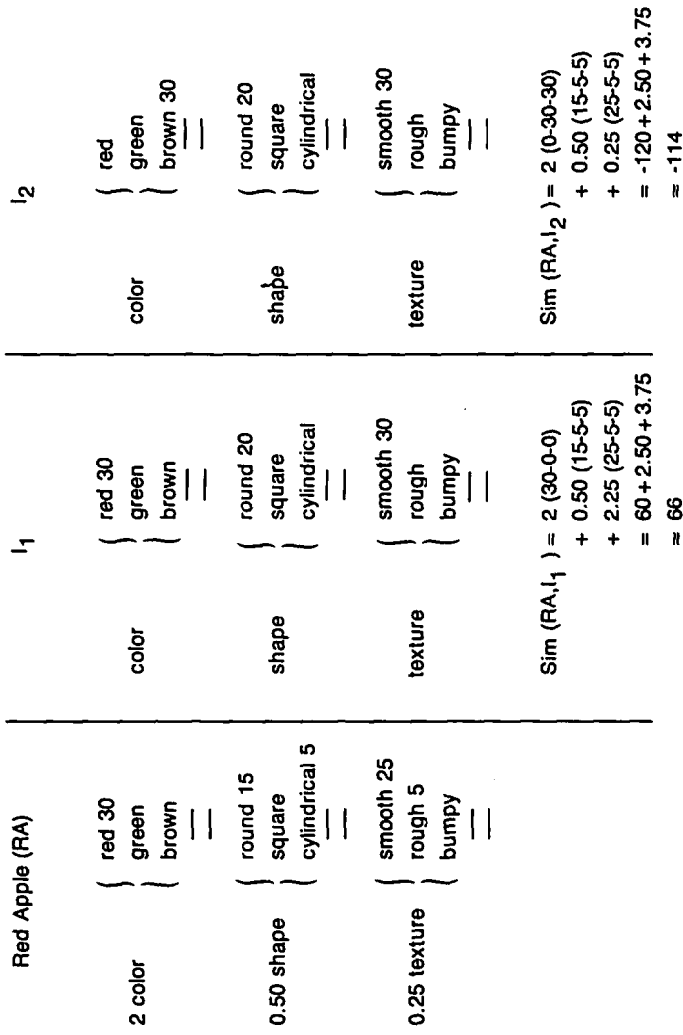 Red Apple (RA)
2 color { red 30
green
brown
0.50 shape { round 15
square
cylindrical 5
0.25 texture { smooth 25
rough 5
bumpy
I1
color { red 30
green
brown
shape { round 20
square
cylindrical
texture { smooth 30
rough
bumpy
Sim (RA,I1 ) = 2 (30-0-0)
+ 0.50 (15-5-5)
+ 2.25 (25-5-5)
= 60+2.50+3.75
≈ 66
I2
color { red
green
brown 30
shape { round 20
square
cylindrical
texture { smooth 30
rough
bumpy
Sim (RA,I2 ) = 2 (0-30-30)
+ 0.50 (15-5-5)
+ 0.25 (25-5-5)
= -120+2.50+3.75
≈ -114